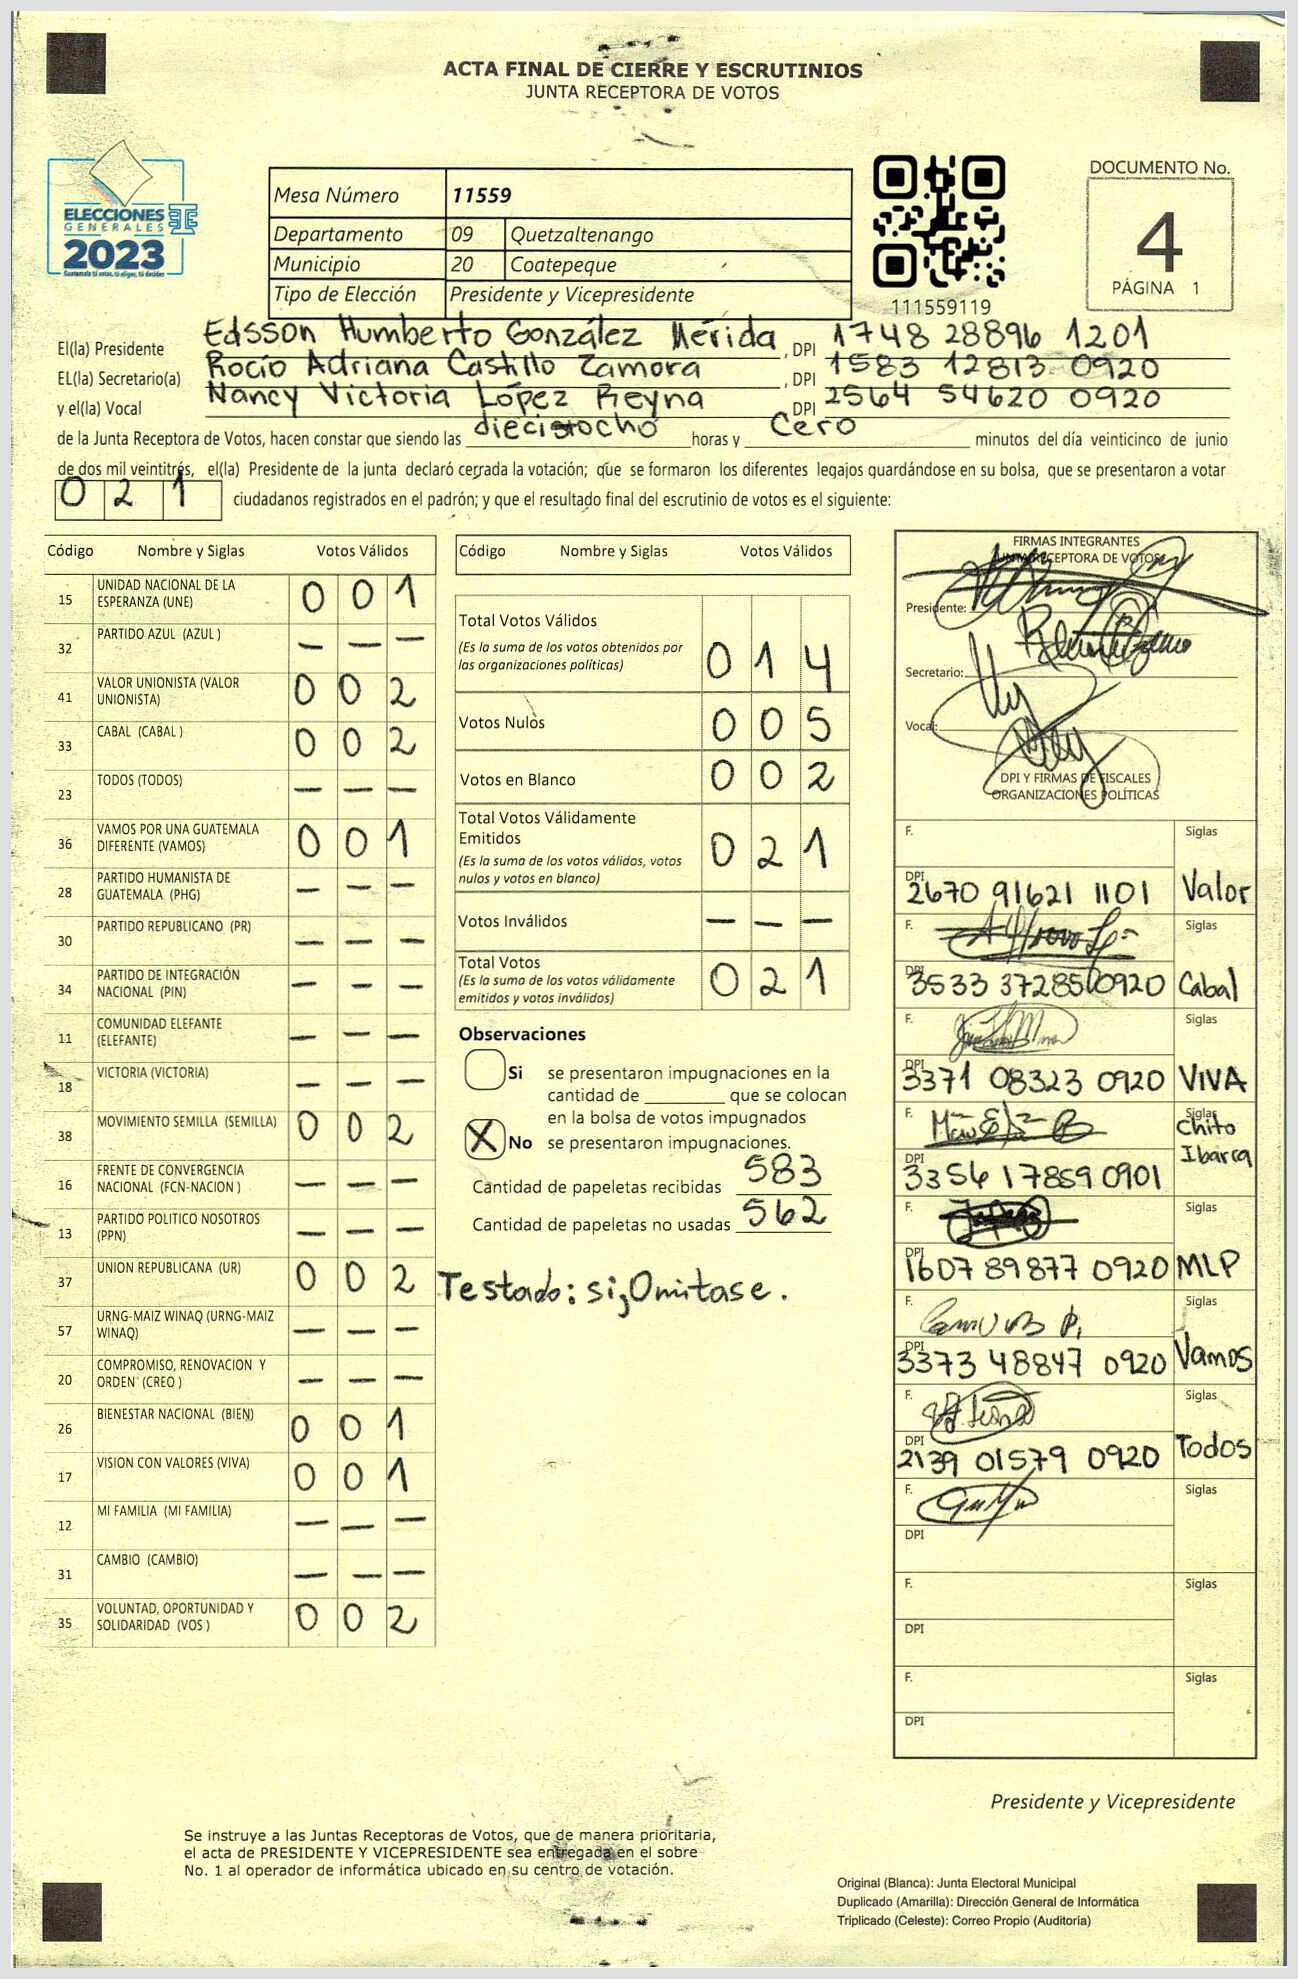 ACTA FINAL DE CIERRE Y ESCRUTINIOS
JUNTA RECEPTORA DE VOTOS
ELECCIONES
GENERALES
2023
Guatemala tú votas, tú eliges, tú decides
Mesa Número 11559
Departamento 09 Quetzaltenango
Municipio 20 Coatepeque
Tipo de Elección Presidente y Vicepresidente
111559119
DOCUMENTO No.
4
PÁGINA 1
El(la) Presidente Edsson Humberto González Mérida , DPI 1748 28896 1201
EL(la) Secretario(a) Rocío Adriana Castillo Zamora , DPI 1583 12813 0920
y el(la) Vocal Nancy Victoria López Reyna DPI 2564 54620 0920
de la Junta Receptora de Votos, hacen constar que siendo las dieciocho horas y Cero minutos del día veinticinco de junio
de dos mil veintitrés, el(la) Presidente de la junta declaró cerrada la votación; que se formaron los diferentes legajos guardándose en su bolsa, que se presentaron a votar
021 ciudadanos registrados en el padrón; y que el resultado final del escrutinio de votos es el siguiente:
Código Nombre y Siglas Votos Válidos
15 UNIDAD NACIONAL DE LA ESPERANZA (UNE) 0 0 1
32 PARTIDO AZUL (AZUL ) — — —
41 VALOR UNIONISTA (VALOR UNIONISTA) 0 0 2
33 CABAL (CABAL ) 0 0 2
23 TODOS (TODOS) — — —
36 VAMOS POR UNA GUATEMALA DIFERENTE (VAMOS) 0 0 1
28 PARTIDO HUMANISTA DE GUATEMALA (PHG) — — —
30 PARTIDO REPUBLICANO (PR) — — —
34 PARTIDO DE INTEGRACIÓN NACIONAL (PIN) — — —
11 COMUNIDAD ELEFANTE (ELEFANTE) — — —
18 VICTORIA (VICTORIA) — — —
38 MOVIMIENTO SEMILLA (SEMILLA) 0 0 2
16 FRENTE DE CONVERGENCIA NACIONAL (FCN-NACION ) — — —
13 PARTIDO POLITICO NOSOTROS (PPN) — — —
37 UNION REPUBLICANA (UR) 0 0 2
57 URNG-MAIZ WINAQ (URNG-MAIZ WINAQ) — — —
20 COMPROMISO, RENOVACION Y ORDEN (CREO ) — — —
26 BIENESTAR NACIONAL (BIEN) 0 0 1
17 VISION CON VALORES (VIVA) 0 0 1
12 MI FAMILIA (MI FAMILIA) — — —
31 CAMBIO (CAMBIO) — — —
35 VOLUNTAD, OPORTUNIDAD Y SOLIDARIDAD (VOS ) 0 0 2
Código Nombre y Siglas Votos Válidos
Total Votos Válidos
(Es la suma de los votos obtenidos por
las organizaciones políticas) 0 1 4
Votos Nulos 0 0 5
Votos en Blanco 0 0 2
Total Votos Válidamente
Emitidos
(Es la suma de los votos válidos, votos
nulos y votos en blanco) 0 2 1
Votos Inválidos — — —
Total Votos
(Es la suma de los votos válidamente
emitidos y votos inválidos) 0 2 1
Observaciones
Si se presentaron impugnaciones en la
cantidad de ________ que se colocan
en la bolsa de votos impugnados
X No se presentaron impugnaciones.
Cantidad de papeletas recibidas 583
Cantidad de papeletas no usadas 562
Testado: si, Omitase.
FIRMAS INTEGRANTES
JUNTA RECEPTORA DE VOTOS
Presidente:
Secretario:
Vocal:
DPI Y FIRMAS DE FISCALES
ORGANIZACIONES POLÍTICAS
F. Siglas
DPI 2670 91621 1101 Valor
F. Siglas
DPI 3533 37285 0920 Cabal
F. Siglas
DPI 3371 08323 0920 VIVA
F. Siglas Chito
DPI 3356 17859 0901 Ibarra
F. Siglas
DPI 1607 89877 0920 MLP
F. Siglas
DPI 3373 48847 0920 Vamos
F. Siglas
DPI 2139 01579 0920 Todos
F. Siglas
DPI
F. Siglas
DPI
F. Siglas
DPI
Presidente y Vicepresidente
Se instruye a las Juntas Receptoras de Votos, que de manera prioritaria,
el acta de PRESIDENTE Y VICEPRESIDENTE sea entregada en el sobre
No. 1 al operador de informática ubicado en su centro de votación.
Original (Blanca): Junta Electoral Municipal
Duplicado (Amarilla): Dirección General de Informática
Triplicado (Celeste): Correo Propio (Auditoría)